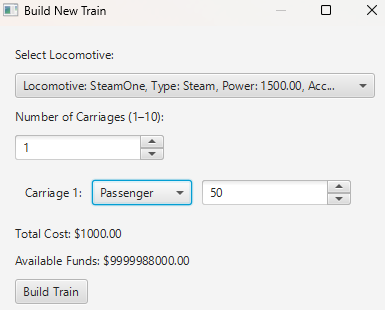 Build New Train
Select Locomotive:
Locomotive: SteamOne, Type: Steam, Power: 1500.00, Acc...
Number of Carriages (1–10):
1
Carriage 1: Passenger 50
Total Cost: $1000.00
Available Funds: $9999988000.00
Build Train